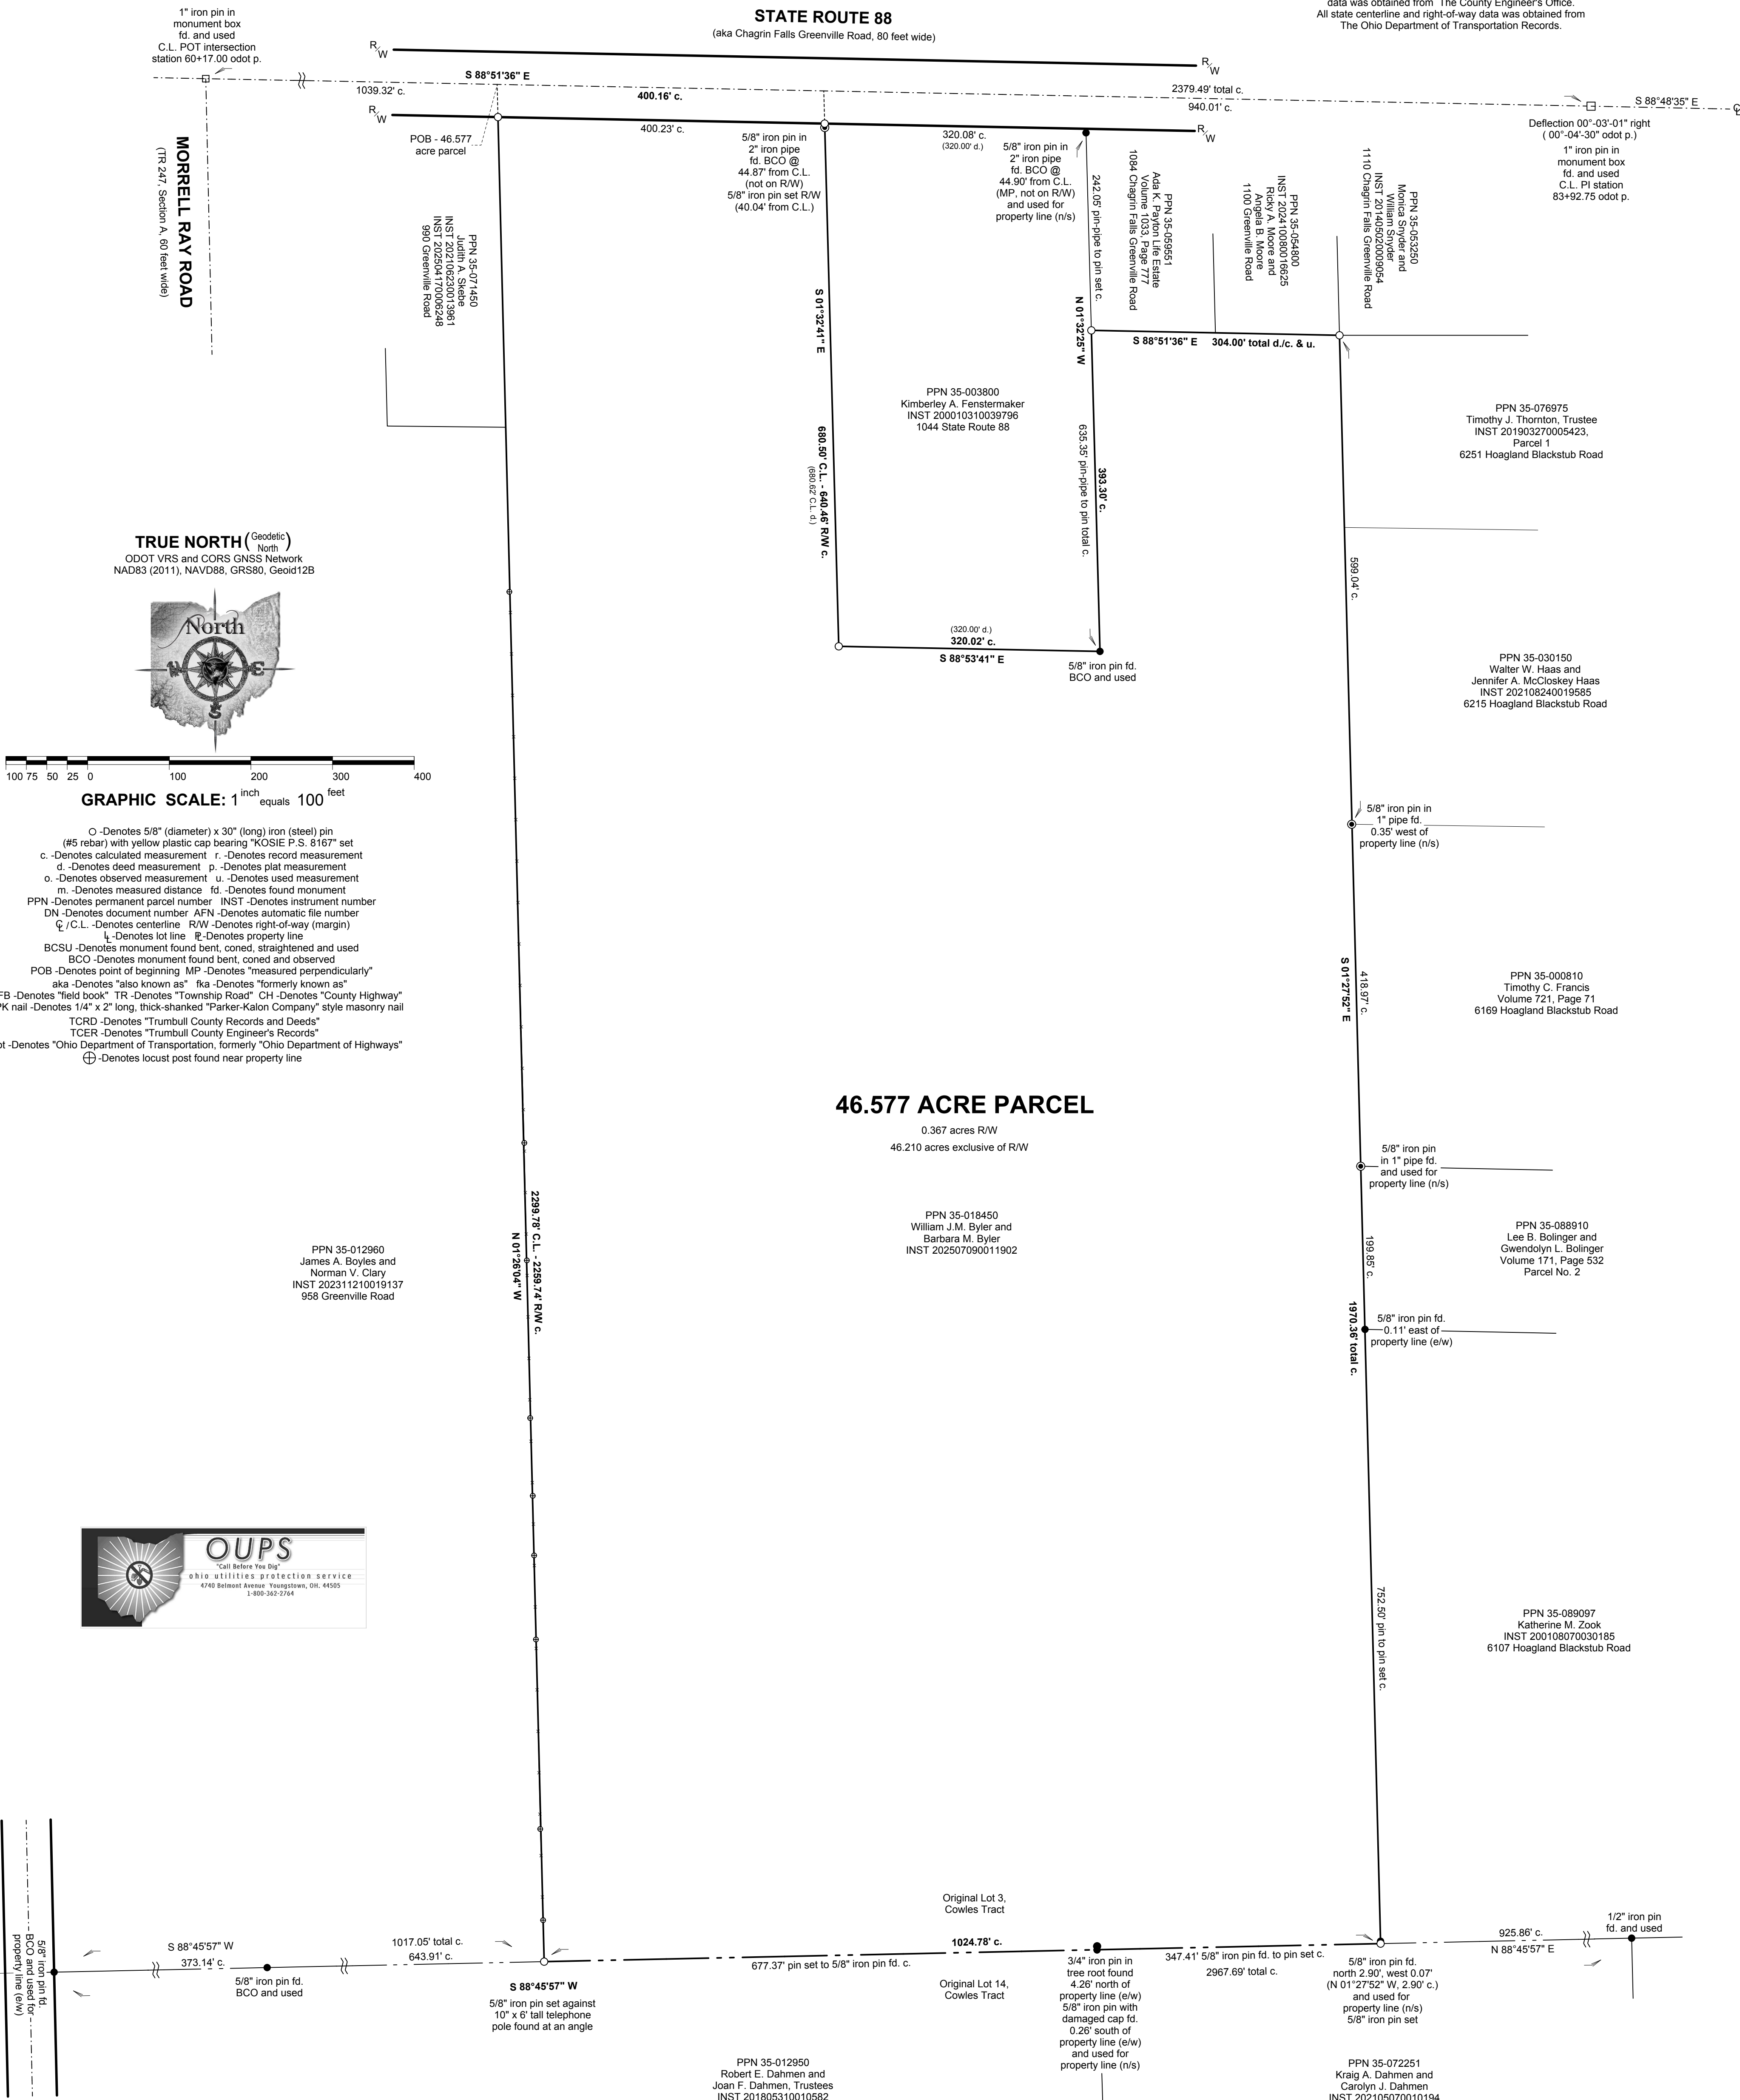 STATE ROUTE 88
(aka Chagrin Falls Greenville Road, 80 feet wide)
data was obtained from The County Engineer's Office.
All state centerline and right-of-way data was obtained from
The Ohio Department of Transportation Records.
1" iron pin in
monument box
fd. and used
C.L. POT intersection
station 60+17.00 odot p.
R/W
R/W
S 88°51'36" E
1039.32' c.
400.16' c.
2379.49' total c.
940.01' c.
S 88°48'35" E
R/W
R/W
400.23' c.
320.08' c.
(320.00' d.)
POB - 46.577
acre parcel
Deflection 00°-03'-01" right
( 00°-04'-30" odot p.)
1" iron pin in
monument box
fd. and used
C.L. PI station
83+92.75 odot p.
MORRELL RAY ROAD
(TR 247, Section A, 60 feet wide)
5/8" iron pin in
2" iron pipe
fd. BCO @
44.87' from C.L.
(not on R/W)
5/8" iron pin set R/W
(40.04' from C.L.)
5/8" iron pin in
2" iron pipe
fd. BCO @
44.90' from C.L.
(MP, not on R/W)
and used for
property line (n/s)
PPN 35-071450
Judith A. Skebe
INST 202106230013961
INST 202504170006248
990 Greenville Road
242.05' pin-pipe to pin set c.
N 01°32'25" W
PPN 35-059551
Ada K. Payton Life Estate
Volume 1033, Page 777
1084 Chagrin Falls Greenville Road
PPN 35-054800
INST 202410080016625
Ricky A. Moore and
Angela B. Moore
1100 Greenville Road
PPN 35-053250
Monica Snyder and
William Snyder
INST 201405020009054
1110 Chagrin Falls Greenville Road
S 01°32'41" E
680.50' C.L. - 640.46' R/W c.
(680.62' C.L. d.)
S 88°51'36" E 304.00' total d./c. & u.
PPN 35-003800
Kimberley A. Fenstermaker
INST 200010310039796
1044 State Route 88
635.35' pin-pipe to pin total c.
393.30' c.
PPN 35-076975
Timothy J. Thornton, Trustee
INST 201903270005423,
Parcel 1
6251 Hoagland Blackstub Road
TRUE NORTH (Geodetic North)
ODOT VRS and CORS GNSS Network
NAD83 (2011), NAVD88, GRS80, Geoid12B
North
W
E
S
599.04' c.
(320.00' d.)
320.02' c.
S 88°53'41" E
5/8" iron pin fd.
BCO and used
PPN 35-030150
Walter W. Haas and
Jennifer A. McCloskey Haas
INST 202108240019585
6215 Hoagland Blackstub Road
100 75 50 25 0 100 200 300 400
GRAPHIC SCALE: 1 inch equals 100 feet
-Denotes 5/8" (diameter) x 30" (long) iron (steel) pin
(#5 rebar) with yellow plastic cap bearing "KOSIE P.S. 8167" set
c. -Denotes calculated measurement r. -Denotes record measurement
d. -Denotes deed measurement p. -Denotes plat measurement
o. -Denotes observed measurement u. -Denotes used measurement
m. -Denotes measured distance fd. -Denotes found monument
PPN -Denotes permanent parcel number INST -Denotes instrument number
DN -Denotes document number AFN -Denotes automatic file number
℄ / C.L. -Denotes centerline R/W -Denotes right-of-way (margin)
LL -Denotes lot line PL -Denotes property line
BCSU -Denotes monument found bent, coned, straightened and used
BCO -Denotes monument found bent, coned and observed
POB -Denotes point of beginning MP -Denotes "measured perpendicularly"
aka -Denotes "also known as" fka -Denotes "formerly known as"
FB -Denotes "field book" TR -Denotes "Township Road" CH -Denotes "County Highway"
PK nail -Denotes 1/4" x 2" long, thick-shanked "Parker-Kalon Company" style masonry nail
TCRD -Denotes "Trumbull County Records and Deeds"
TCER -Denotes "Trumbull County Engineer's Records"
ot -Denotes "Ohio Department of Transportation, formerly "Ohio Department of Highways"
-Denotes locust post found near property line
5/8" iron pin in
1" pipe fd.
0.35' west of
property line (n/s)
S 01°27'52" E
418.97' c.
PPN 35-000810
Timothy C. Francis
Volume 721, Page 71
6169 Hoagland Blackstub Road
46.577 ACRE PARCEL
0.367 acres R/W
46.210 acres exclusive of R/W
PPN 35-018450
William J.M. Byler and
Barbara M. Byler
INST 202507090011902
5/8" iron pin
in 1" pipe fd.
and used for
property line (n/s)
PPN 35-012960
James A. Boyles and
Norman V. Clary
INST 202311210019137
958 Greenville Road
N 01°26'04" W
2299.78' C.L. - 2259.74' R/W c.
199.85' c.
PPN 35-088910
Lee B. Bolinger and
Gwendolyn L. Bolinger
Volume 171, Page 532
Parcel No. 2
1970.36' total c.
5/8" iron pin fd.
0.11' east of
property line (e/w)
OUPS
"Call Before You Dig"
ohio utilities protection service
4740 Belmont Avenue Youngstown, OH. 44505
1-800-362-2764
752.50' pin to pin set c.
PPN 35-089097
Katherine M. Zook
INST 200108070030185
6107 Hoagland Blackstub Road
Original Lot 3,
Cowles Tract
5/8" iron pin fd.
BCO and used for
property line (e/w)
S 88°45'57" W
373.14' c.
5/8" iron pin fd.
BCO and used
1017.05' total c.
643.91' c.
S 88°45'57" W
5/8" iron pin set against
10" x 6' tall telephone
pole found at an angle
1024.78' c.
677.37' pin set to 5/8" iron pin fd. c.
Original Lot 14,
Cowles Tract
3/4" iron pin in
tree root found
4.26' north of
property line (e/w)
5/8" iron pin with
damaged cap fd.
0.26' south of
property line (e/w)
and used for
property line (n/s)
347.41' 5/8" iron pin fd. to pin set c.
2967.69' total c.
5/8" iron pin fd.
north 2.90', west 0.07'
(N 01°27'52" W, 2.90' c.)
and used for
property line (n/s)
5/8" iron pin set
925.86' c.
N 88°45'57" E
1/2" iron pin
fd. and used
PPN 35-012950
Robert E. Dahmen and
Joan F. Dahmen, Trustees
INST 201805310010582
PPN 35-072251
Kraig A. Dahmen and
Carolyn J. Dahmen
INST 202105070010194